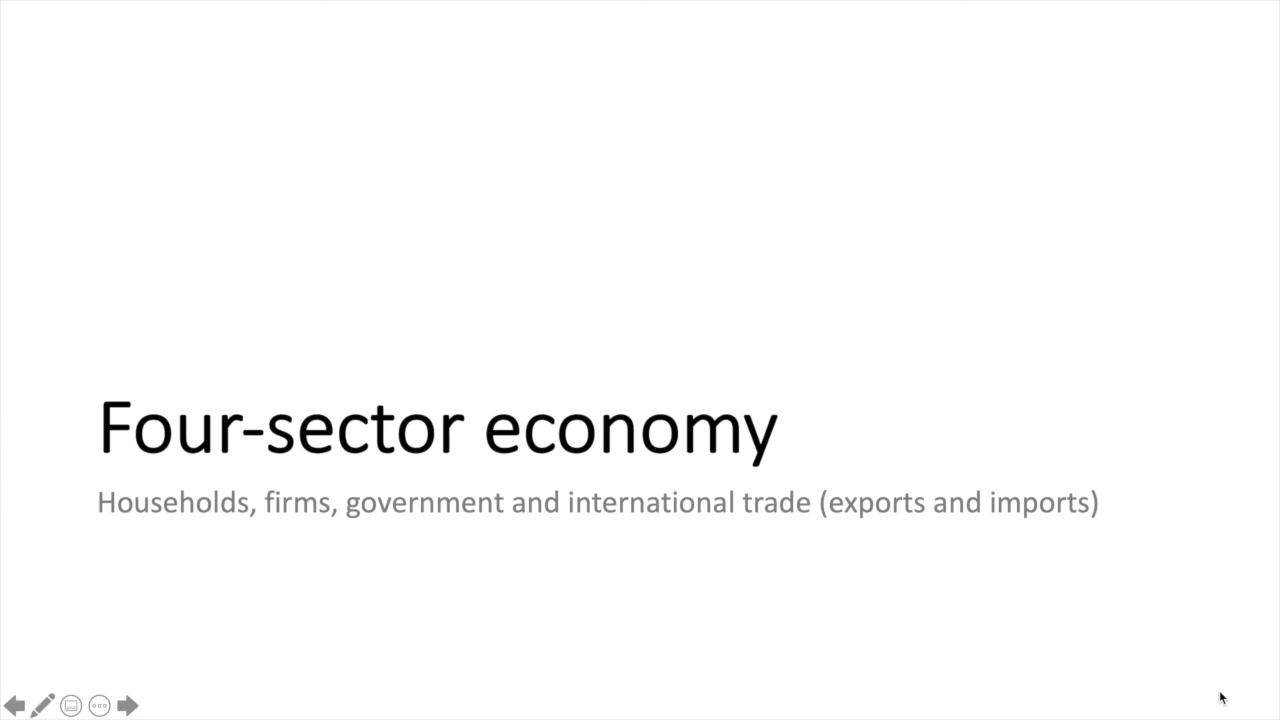 Four-sector economy
Households, firms, government and international trade (exports and imports)